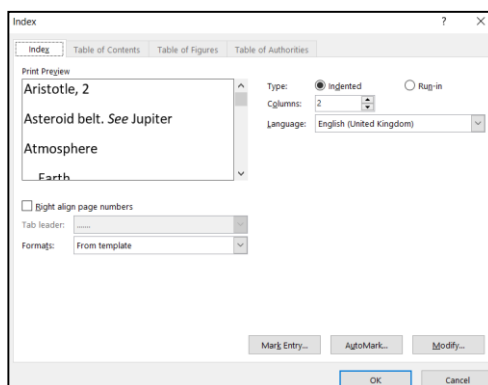 Index ? ×
Index Table of Contents Table of Figures Table of Authorities
Print Preview
Aristotle, 2
Asteroid belt. See Jupiter
Atmosphere
Earth
Type: Indented Run-in
Columns: 2
Language: English (United Kingdom)
Right align page numbers
Tab leader: .......
Formats: From template
Mark Entry... AutoMark... Modify...
OK Cancel